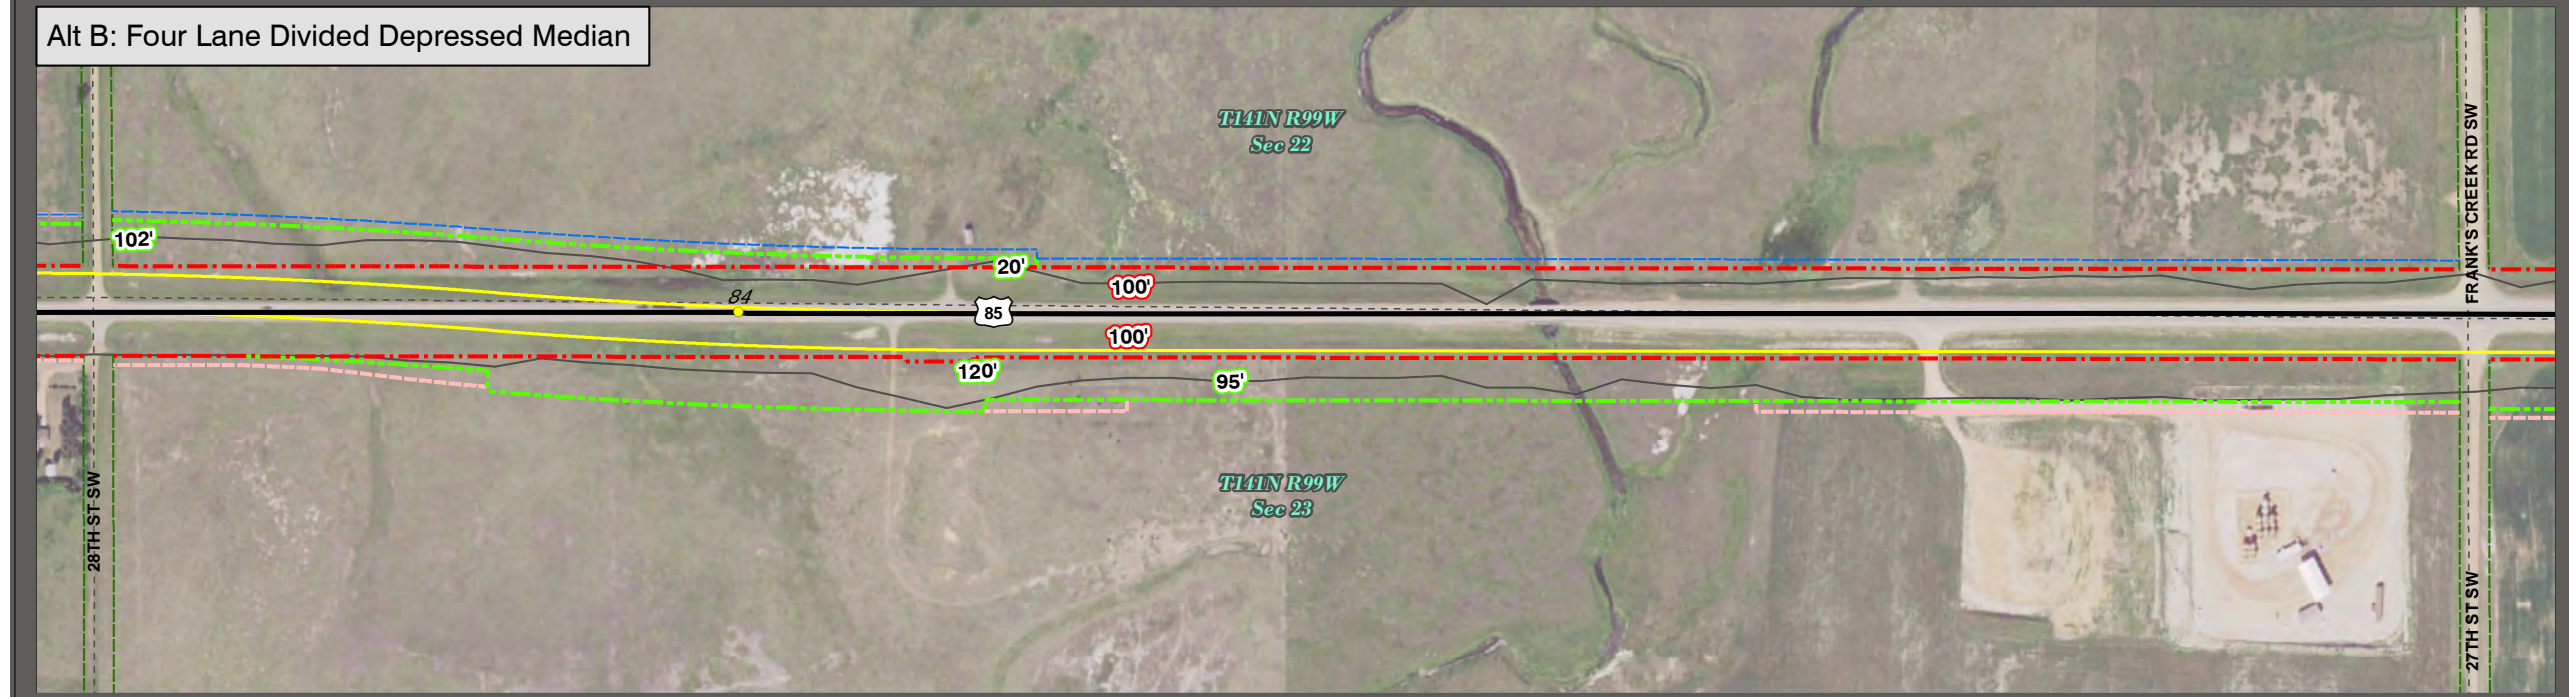 Alt B: Four Lane Divided Depressed Median
T141N R99W
Sec 22
FRANK'S CREEK RD SW
102'
20'
100'
84
85
100'
120'
95'
T141N R99W
Sec 23
28TH ST SW
27TH ST SW